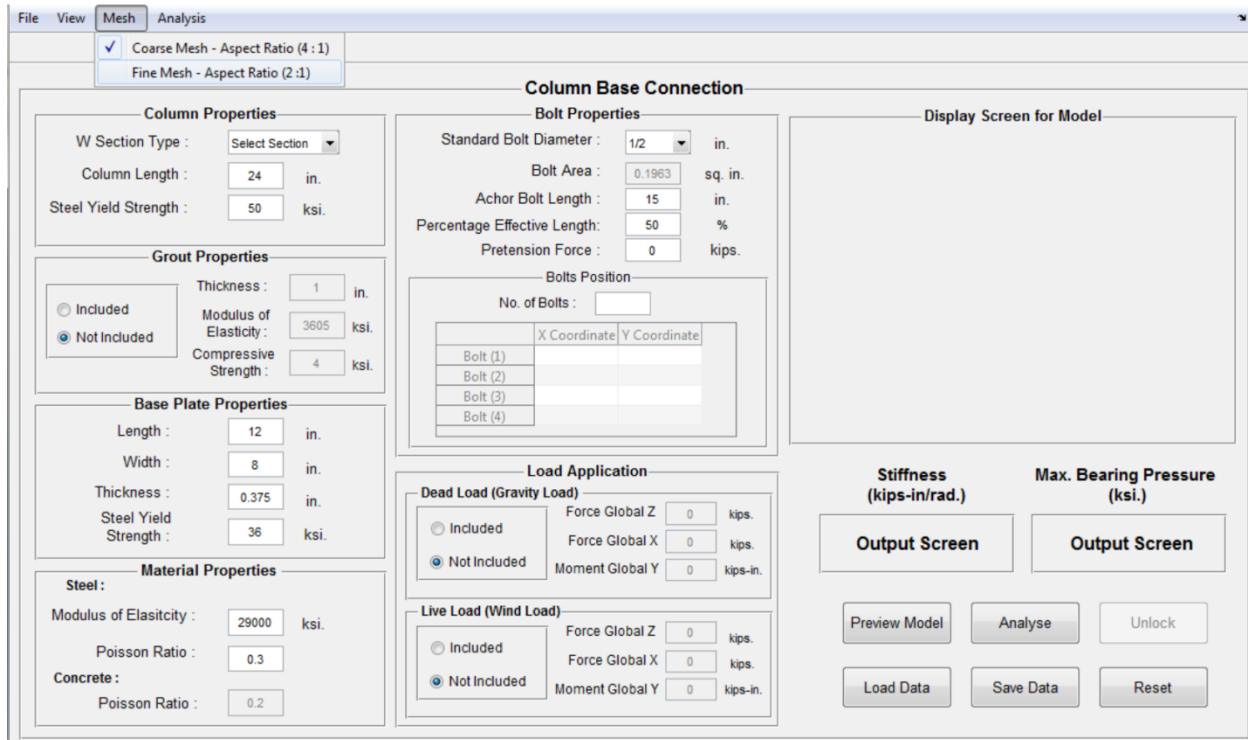 File View Mesh Analysis
Coarse Mesh - Aspect Ratio (4 : 1)
Fine Mesh - Aspect Ratio (2 :1)
Column Base Connection
Column Properties
W Section Type : Select Section
Column Length : 24 in.
Steel Yield Strength : 50 ksi.
Grout Properties
Included
Not Included
Thickness : 1 in.
Modulus of
Elasticity : 3605 ksi.
Compressive
Strength : 4 ksi.
Base Plate Properties
Length : 12 in.
Width : 8 in.
Thickness : 0.375 in.
Steel Yield
Strength : 36 ksi.
Material Properties
Steel :
Modulus of Elasitcity : 29000 ksi.
Poisson Ratio : 0.3
Concrete :
Poisson Ratio : 0.2
Bolt Properties
Standard Bolt Diameter : 1/2 in.
Bolt Area : 0.1963 sq. in.
Achor Bolt Length : 15 in.
Percentage Effective Length: 50 %
Pretension Force : 0 kips.
Bolts Position
No. of Bolts :
X Coordinate Y Coordinate
Bolt (1)
Bolt (2)
Bolt (3)
Bolt (4)
Load Application
Dead Load (Gravity Load)
Included
Not Included
Force Global Z 0 kips.
Force Global X 0 kips.
Moment Global Y 0 kips-in.
Live Load (Wind Load)
Included
Not Included
Force Global Z 0 kips.
Force Global X 0 kips.
Moment Global Y 0 kips-in.
Display Screen for Model
Stiffness
(kips-in/rad.)
Output Screen
Max. Bearing Pressure
(ksi.)
Output Screen
Preview Model Analyse Unlock
Load Data Save Data Reset